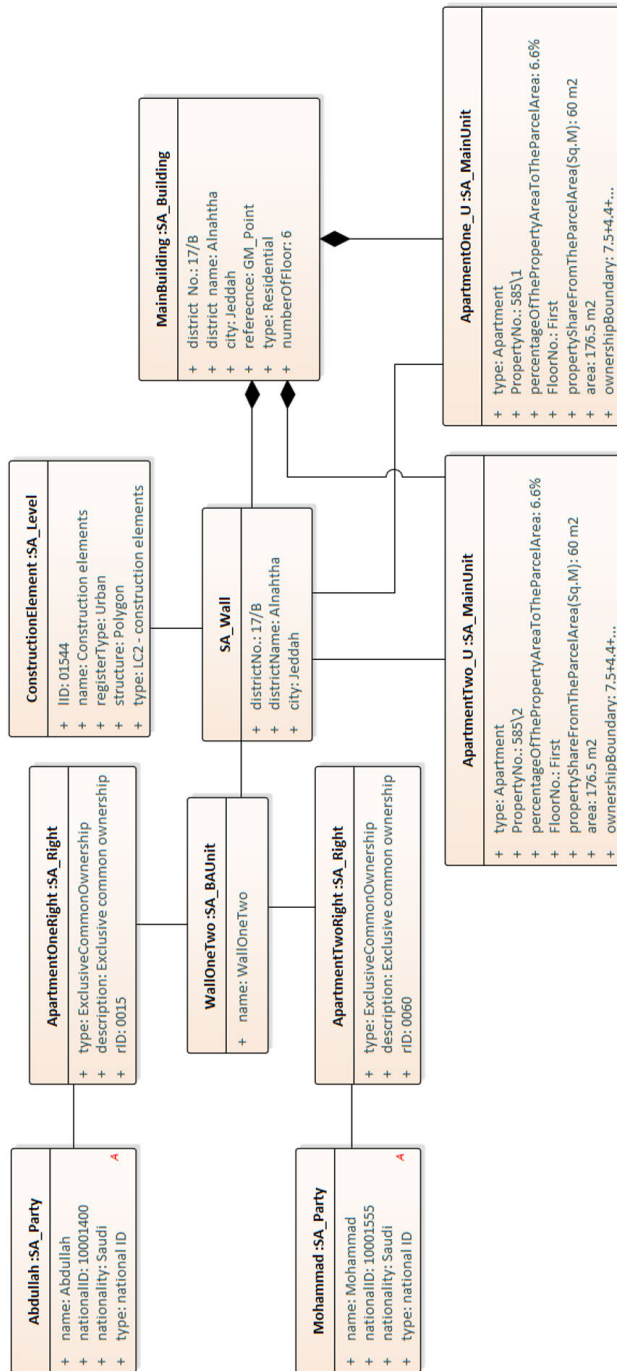 Abdullah :SA_Party
+ name: Abdullah
+ nationalID: 10001400
+ nationality: Saudi
+ type: national ID
A
ApartmentOneRight :SA_Right
+ type: ExclusiveCommonOwnership
+ description: Exclusive common ownership
+ rID: 0015
ConstructionElement :SA_Level
+ lID: 01544
+ name: Construction elements
+ registerType: Urban
+ structure: Polygon
+ type: LC2 - construction elements
MainBuilding :SA_Building
+ district No.: 17/B
+ district name: Alnahtha
+ city: Jeddah
+ referecnce: GM_Point
+ type: Residential
+ numberOfFloor: 6
WallOneTwo :SA_BAUnit
+ name: WallOneTwo
SA_Wall
+ districtNo.: 17/B
+ districtName: Alnahtha
+ city: Jeddah
Mohammad :SA_Party
+ name: Mohammad
+ nationalID: 10001555
+ nationality: Saudi
+ type: national ID
A
ApartmentTwoRight :SA_Right
+ type: ExclusiveCommonOwnership
+ description: Exclusive common ownership
+ rID: 0060
ApartmentTwo_U :SA_MainUnit
+ type: Apartment
+ PropertyNo.: 585\2
+ percentageOfThePropertyAreaToTheParcelArea: 6.6%
+ FloorNo.: First
+ propertyShareFromTheParcelArea(Sq.M): 60 m2
+ area: 176.5 m2
+ ownershipBoundary: 7.5+4.4+...
ApartmentOne_U :SA_MainUnit
+ type: Apartment
+ PropertyNo.: 585\1
+ percentageOfThePropertyAreaToTheParcelArea: 6.6%
+ FloorNo.: First
+ propertyShareFromTheParcelArea(Sq.M): 60 m2
+ area: 176.5 m2
+ ownershipBoundary: 7.5+4.4+...